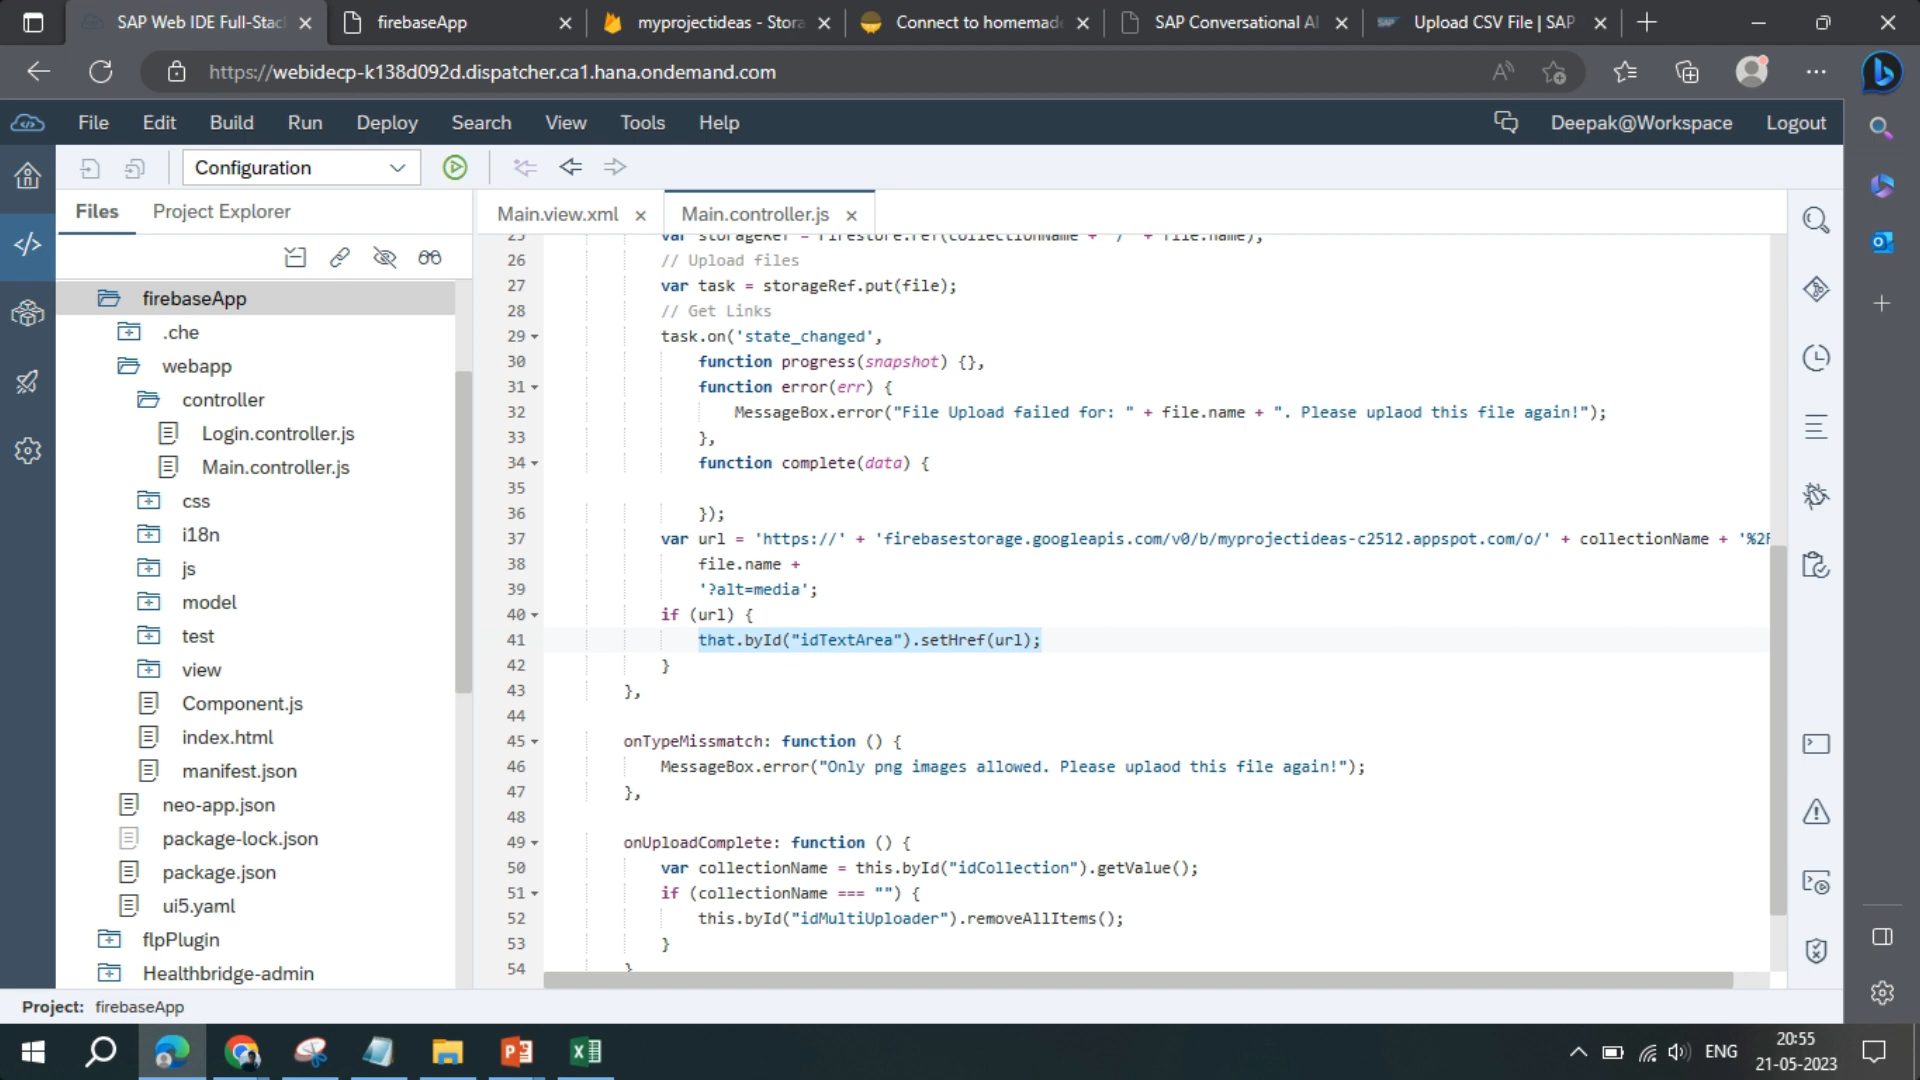 SAP Web IDE Full-Stac
firebaseApp
myprojectideas - Stora
Connect to homemad
SAP Conversational AI
Upload CSV File | SAP
https://webidecp-k138d092d.dispatcher.ca1.hana.ondemand.com
File Edit Build Run Deploy Search View Tools Help
Deepak@Workspace Logout
Configuration
Files Project Explorer
Main.view.xml
Main.controller.js
firebaseApp
.che
webapp
controller
Login.controller.js
Main.controller.js
css
i18n
js
model
test
view
Component.js
index.html
manifest.json
neo-app.json
package-lock.json
package.json
ui5.yaml
flpPlugin
Healthbridge-admin
25 var storageRef = firestore.ref(collectionName + "/" + file.name);
26 // Upload files
27 var task = storageRef.put(file);
28 // Get Links
29 task.on('state_changed',
30 function progress(snapshot) {},
31 function error(err) {
32 MessageBox.error("File Upload failed for: " + file.name + ". Please uplaod this file again!");
33 },
34 function complete(data) {
35
36 });
37 var url = 'https://' + 'firebasestorage.googleapis.com/v0/b/myprojectideas-c2512.appspot.com/o/' + collectionName + '%2F
38 file.name +
39 '?alt=media';
40 if (url) {
41 that.byId("idTextArea").setHref(url);
42 }
43 },
44
45 onTypeMissmatch: function () {
46 MessageBox.error("Only png images allowed. Please uplaod this file again!");
47 },
48
49 onUploadComplete: function () {
50 var collectionName = this.byId("idCollection").getValue();
51 if (collectionName === "") {
52 this.byId("idMultiUploader").removeAllItems();
53 }
54 }
Project: firebaseApp
ENG
20:55
21-05-2023